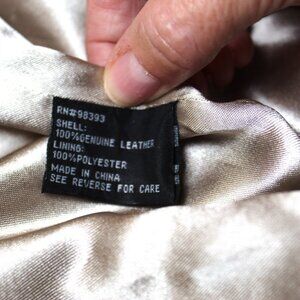 RN#98393
SHELL:
100%GENUINE LEATHER
LINING:
100%POLYESTER
MADE IN CHINA
SEE REVERSE FOR CARE